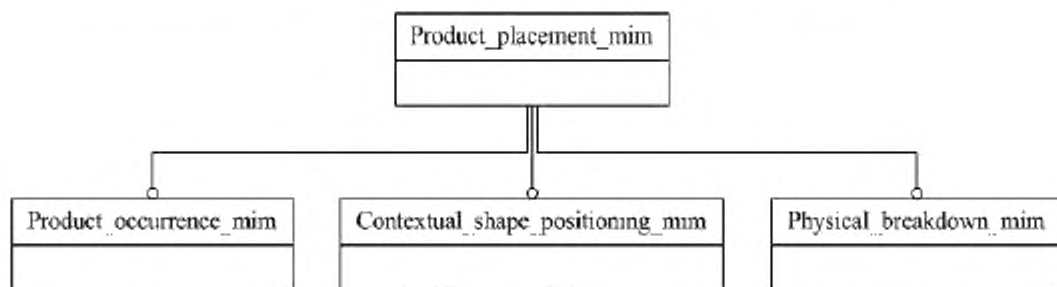 Product_placement_mim
Product_occurrence_mim
Contextual_shape_positioning_mim
Physical_breakdown_mim